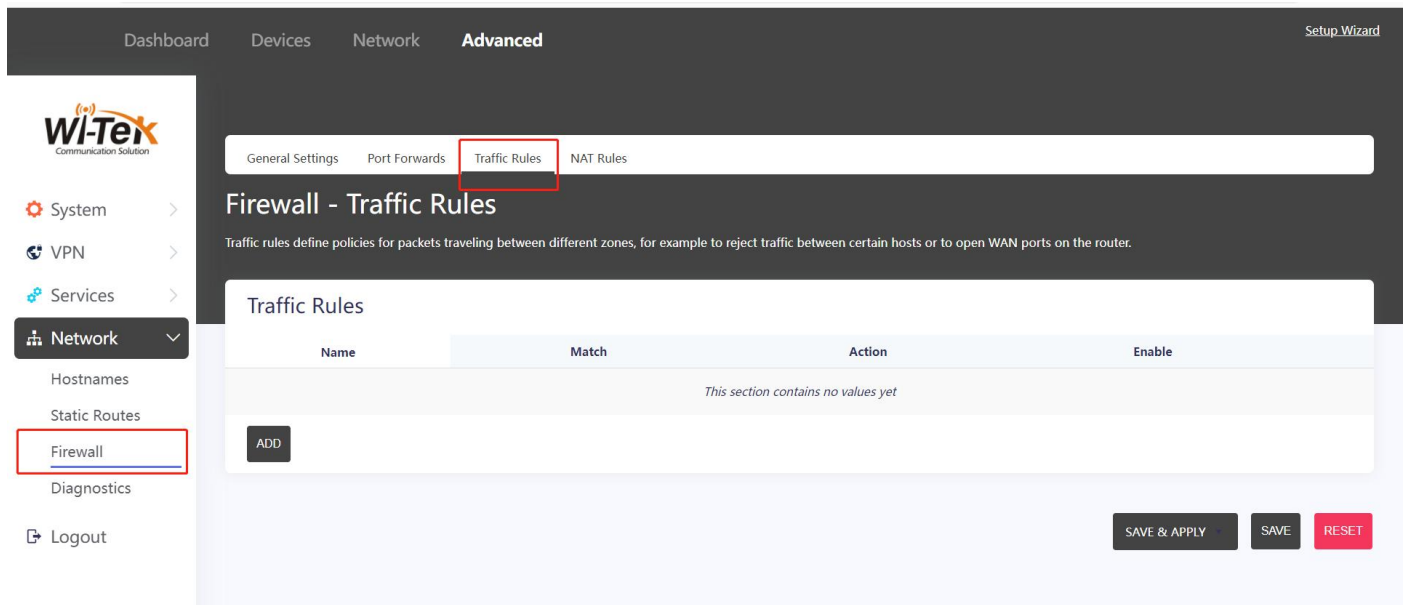 Dashboard Devices Network Advanced Setup Wizard
Wi-Tek
Communication Solution
General Settings Port Forwards Traffic Rules NAT Rules
System
VPN
Services
Network
Hostnames
Static Routes
Firewall
Diagnostics
Logout
Firewall - Traffic Rules
Traffic rules define policies for packets traveling between different zones, for example to reject traffic between certain hosts or to open WAN ports on the router.
Traffic Rules
Name Match Action Enable
This section contains no values yet
ADD
SAVE & APPLY SAVE RESET